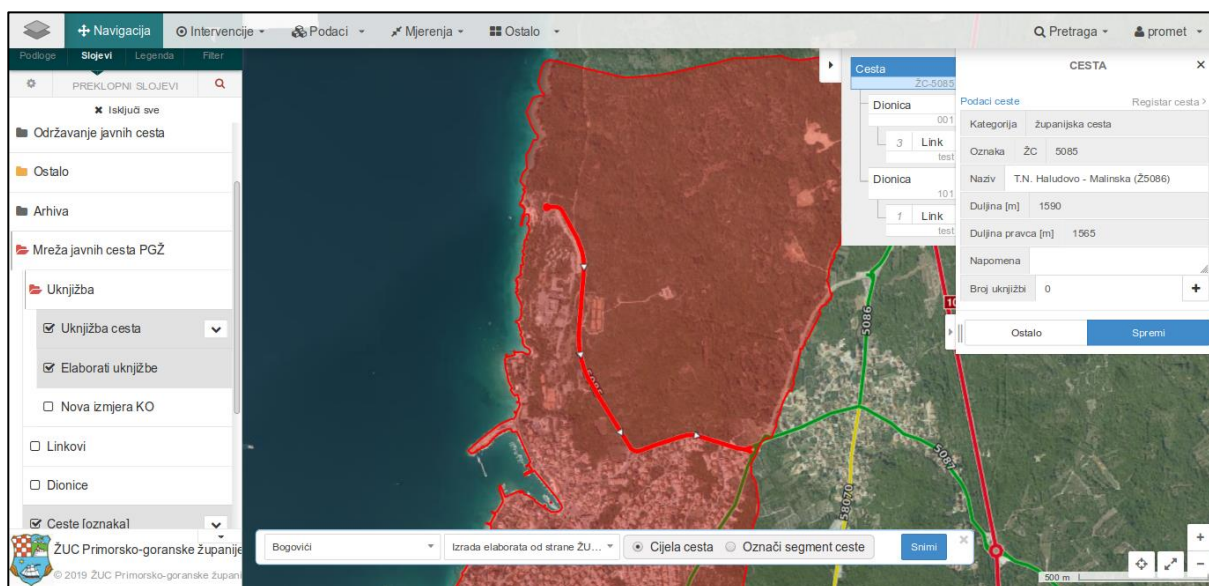 Navigacija
Intervencije
Podaci
Mjerenja
Ostalo
Pretraga
promet
Podloge
Slojevi
Legenda
Filter
PREKLOPNI SLOJEVI
✖ Isključi sve
Održavanje javnih cesta
Ostalo
Arhiva
Mreža javnih cesta PGŽ
Uknjižba
Uknjižba cesta
Elaborati uknjižbe
Nova izmjera KO
Linkovi
Dionice
Ceste [oznaka]
ŽUC Primorsko-goranske županije
© 2019 ŽUC Primorsko-goranske župani
5086
5087
58070
10
Cesta
ŽC-5085
Dionica
001
3 Link
test
Dionica
101
1 Link
test
CESTA
Podaci ceste
Registar cesta >
Kategorija županijska cesta
Oznaka ŽC 5085
Naziv T.N. Haludovo - Malinska (Ž5086)
Duljina [m] 1590
Duljina pravca [m] 1565
Napomena
Broj uknjižbi 0 +
Ostalo
Spremi
Bogovići
Izrada elaborata od strane ŽU...
Cijela cesta
Označi segment ceste
Snimi
500 m
+
−